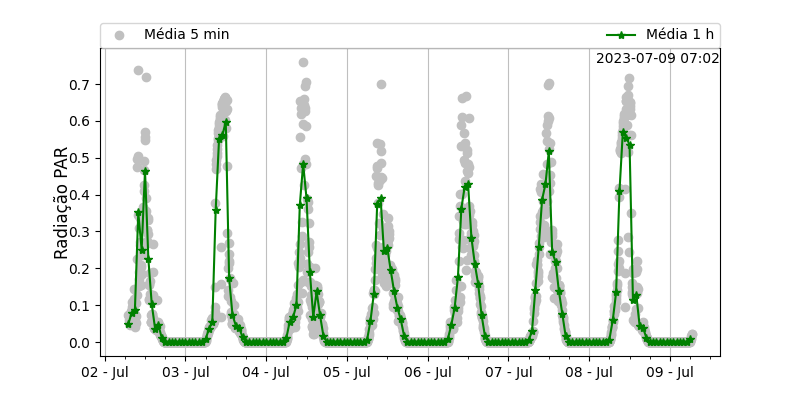 Média 5 min
Média 1 h
2023-07-09 07:02
Radiação PAR
0.7
0.6
0.5
0.4
0.3
0.2
0.1
0.0
02 - Jul
03 - Jul
04 - Jul
05 - Jul
06 - Jul
07 - Jul
08 - Jul
09 - Jul